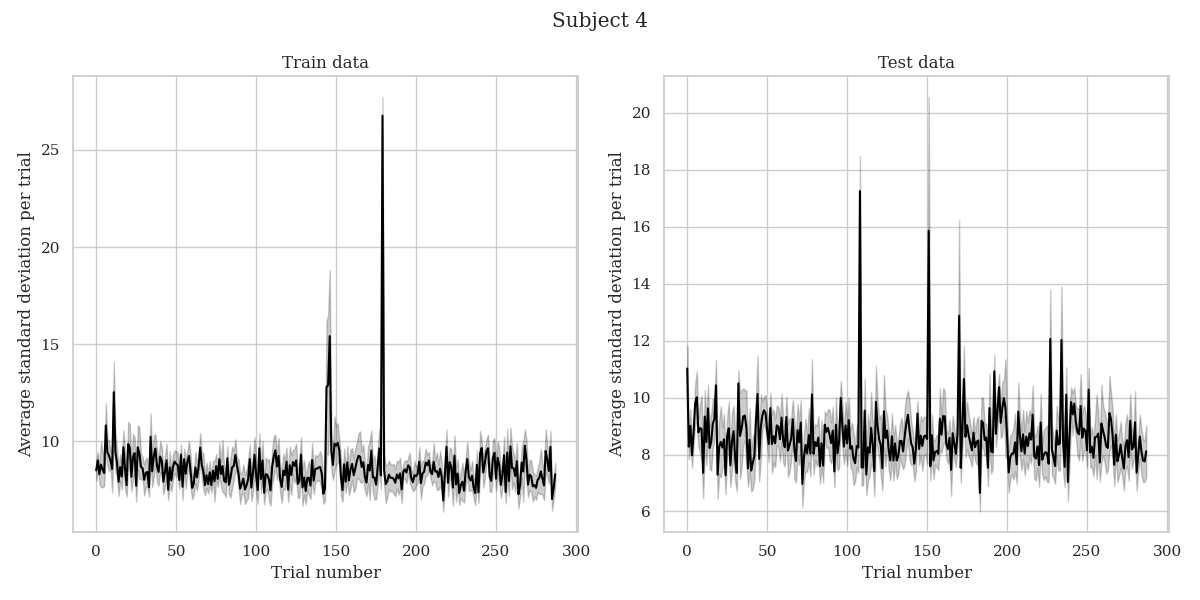 Subject 4
Train data
Average standard deviation per trial
25
20
15
10
0 50 100 150 200 250 300
Trial number
Test data
Average standard deviation per trial
20
18
16
14
12
10
8
6
0 50 100 150 200 250 300
Trial number